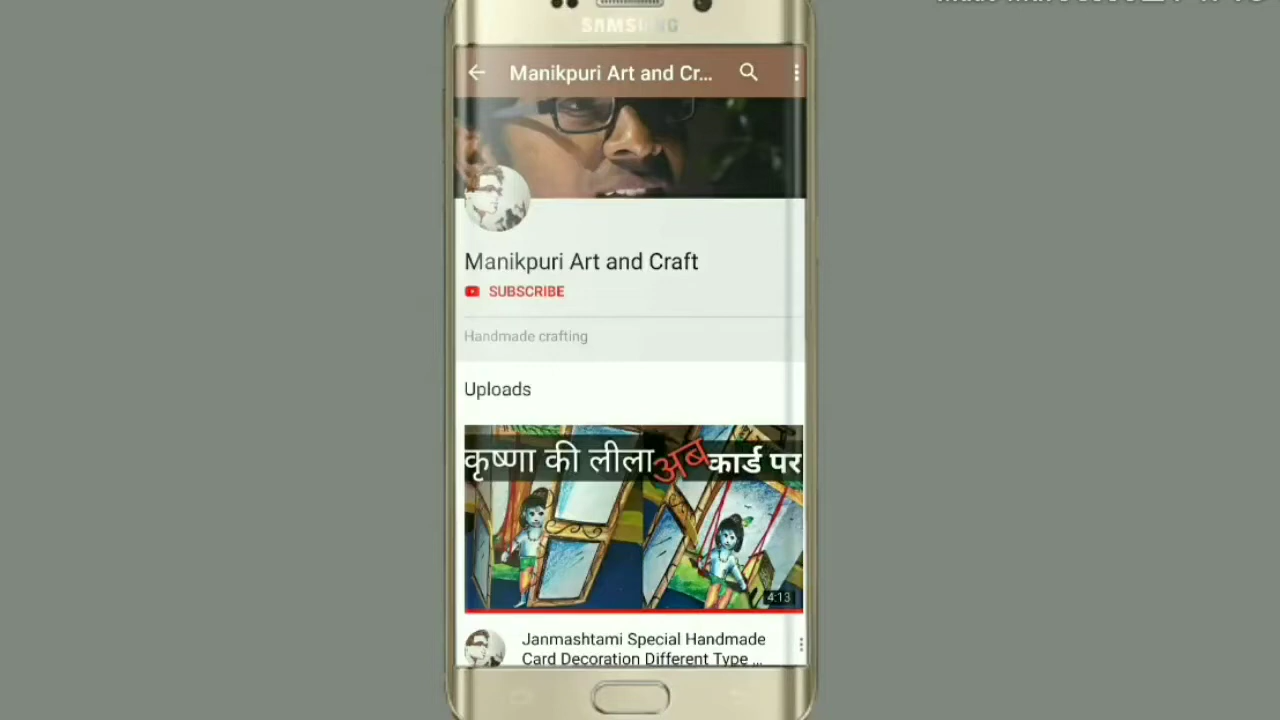 SAMSUNG
Manikpuri Art and Cr...
Manikpuri Art and Craft
SUBSCRIBE
Handmade crafting
Uploads
कृष्णा की लीला अब कार्ड पर
4:13
Janmashtami Special Handmade
Card Decoration Different Type ...